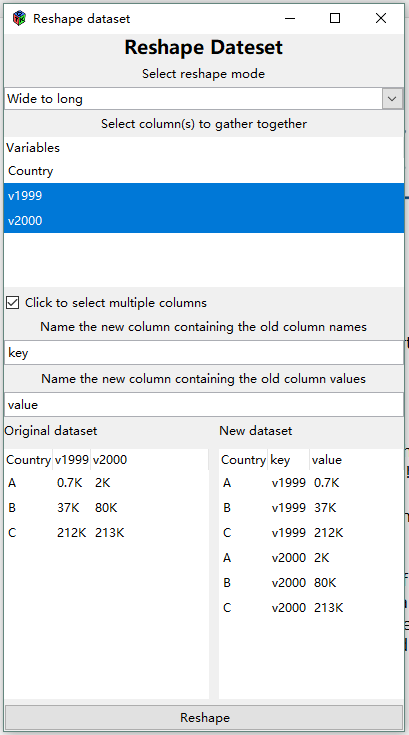 Reshape dataset
Reshape Dateset
Select reshape mode
Wide to long
Select column(s) to gather together
Variables
Country
v1999
v2000
Click to select multiple columns
Name the new column containing the old column names
key
Name the new column containing the old column values
value
Original dataset
Country v1999 v2000
A 0.7K 2K
B 37K 80K
C 212K 213K
New dataset
Country key value
A v1999 0.7K
B v1999 37K
C v1999 212K
A v2000 2K
B v2000 80K
C v2000 213K
Reshape